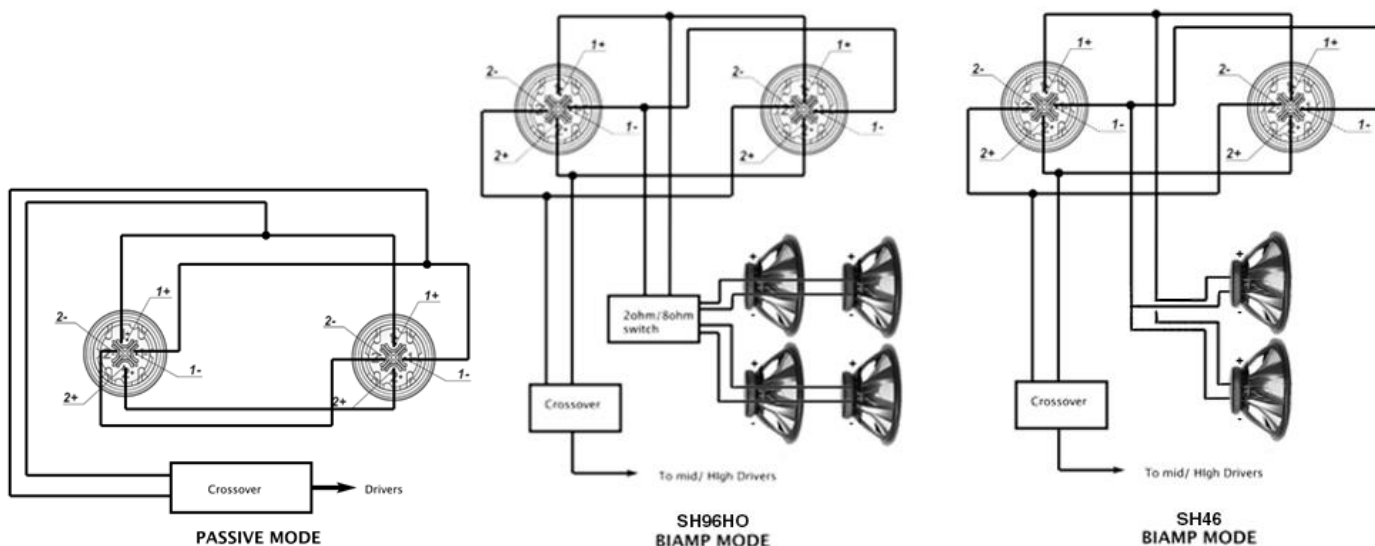 1+
2-
1-
2+
1+
2-
1-
2+
Crossover
Drivers
PASSIVE MODE
1+
2-
1-
2+
1+
2-
1-
2+
2ohm/8ohm
switch
+
-
+
-
Crossover
To mid/ HIgh Drivers
SH96HO
BIAMP MODE
1+
2-
1-
2+
1+
2-
1-
2+
+
-
+
-
Crossover
To mid/ HIgh Drivers
SH46
BIAMP MODE